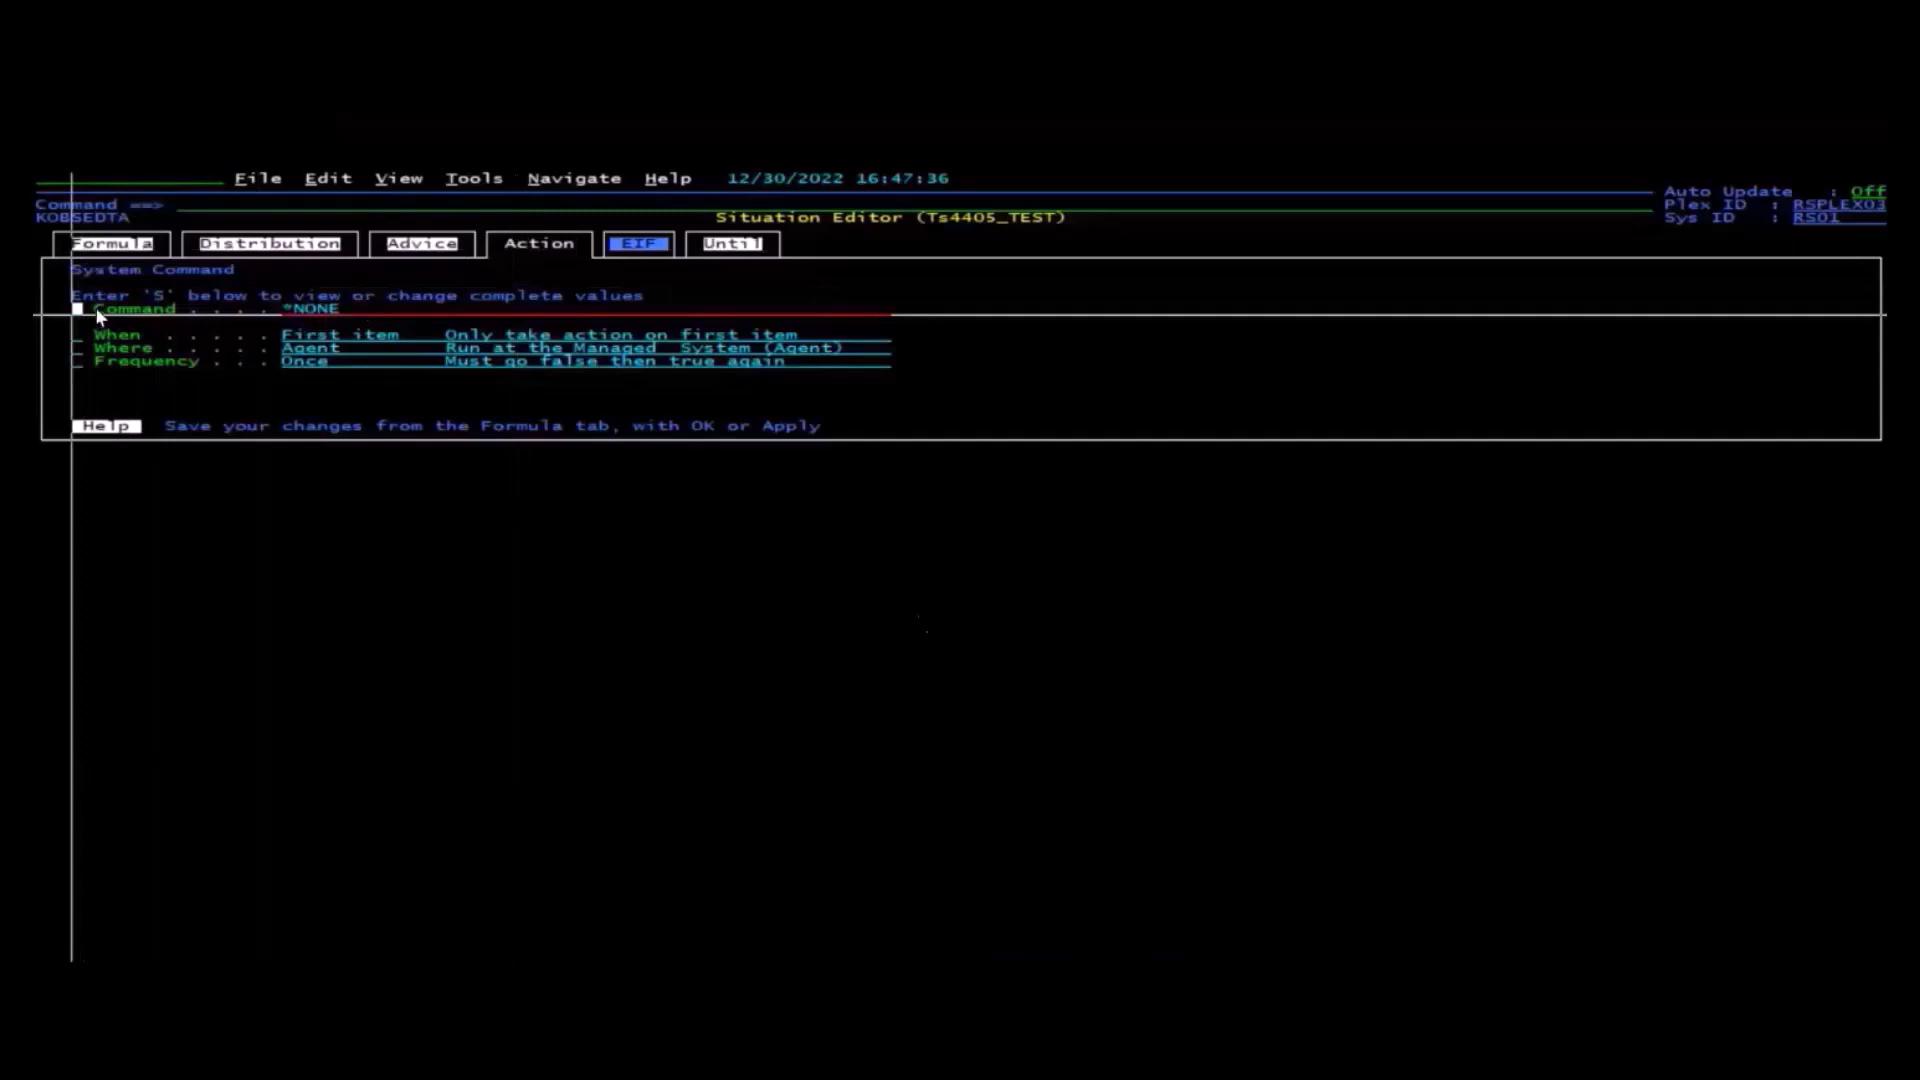 File Edit View Tools Navigate Help 12/30/2022 16:47:36
Auto Update : Off
Command ==> Plex ID : RSPLEX03
KOBSEDTA Situation Editor (Ts4405_TEST) Sys ID : RS01
Formula Distribution Advice Action EIF Until
System Command
Enter 'S' below to view or change complete values
Command . . . . *NONE
_ When . . . . . First item Only take action on first item
_ Where . . . . . Agent Run at the Managed System (Agent)
_ Frequency . . . Once Must go false then true again
Help Save your changes from the Formula tab, with OK or Apply